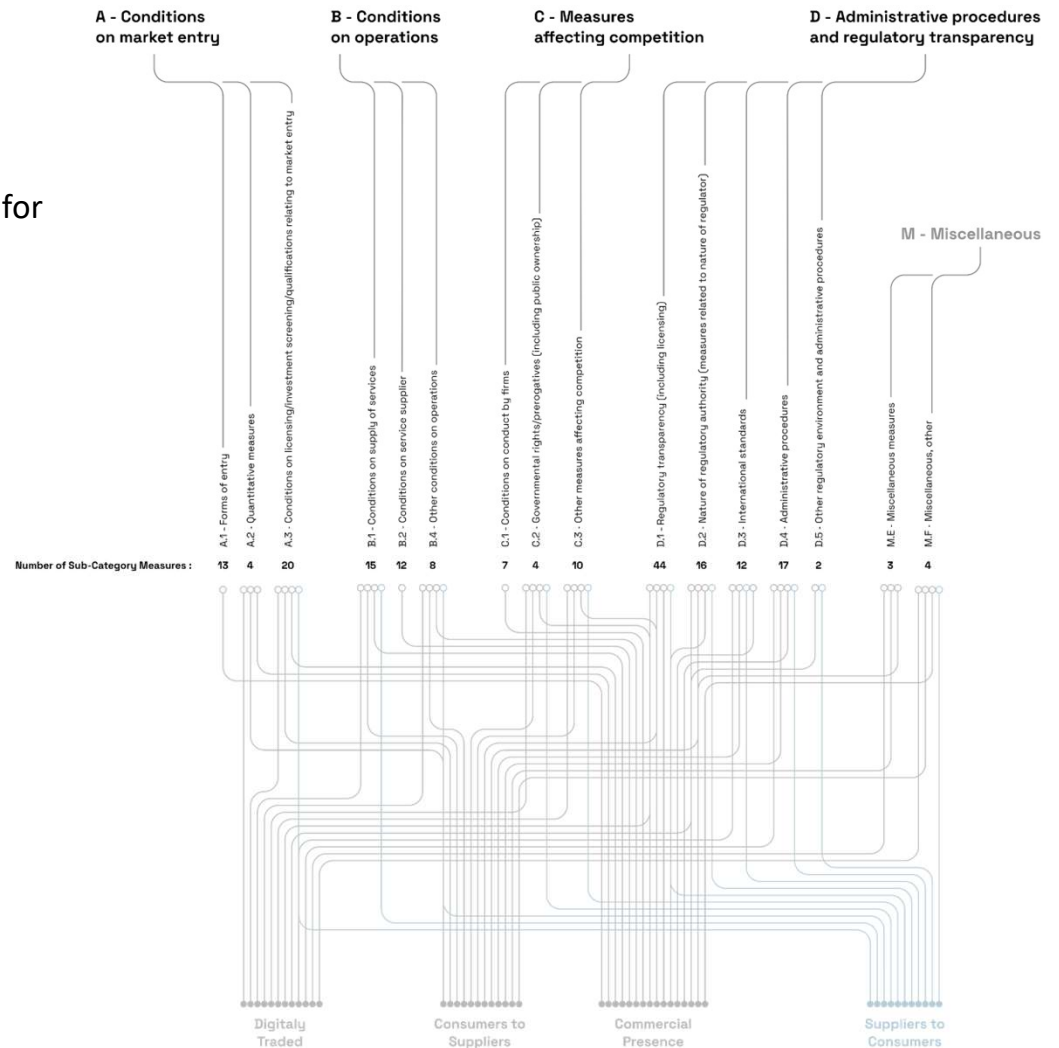 A - Conditions
on market entry
B - Conditions
on operations
C - Measures
affecting competition
D - Administrative procedures
and regulatory transparency
for
M - Miscellaneous
A.1 - Forms of entry
A.2 - Quantitative measures
A.3 - Conditions on licensing/investment screening/qualifications relating to market entry
B.1 - Conditions on supply of services
B.2 - Conditions on service supplier
B.4 - Other conditions on operations
C.1 - Conditions on conduct by firms
C.2 - Governmental rights/prerogatives (including public ownership)
C.3 - Other measures affecting competition
D.1 - Regulatory transparency (including licensing)
D.2 - Nature of regulatory authority (measures related to nature of regulator)
D.3 - International standards
D.4 - Administrative procedures
D.5 - Other regulatory environment and administrative procedures
M.E - Miscellaneous measures
M.F - Miscellaneous, other
Number of Sub-Category Measures : 13 4 20 15 12 8 7 4 10 44 16 12 17 2 3 4
Digitaly
Traded
Consumers to
Suppliers
Commercial
Presence
Suppliers to
Consumers